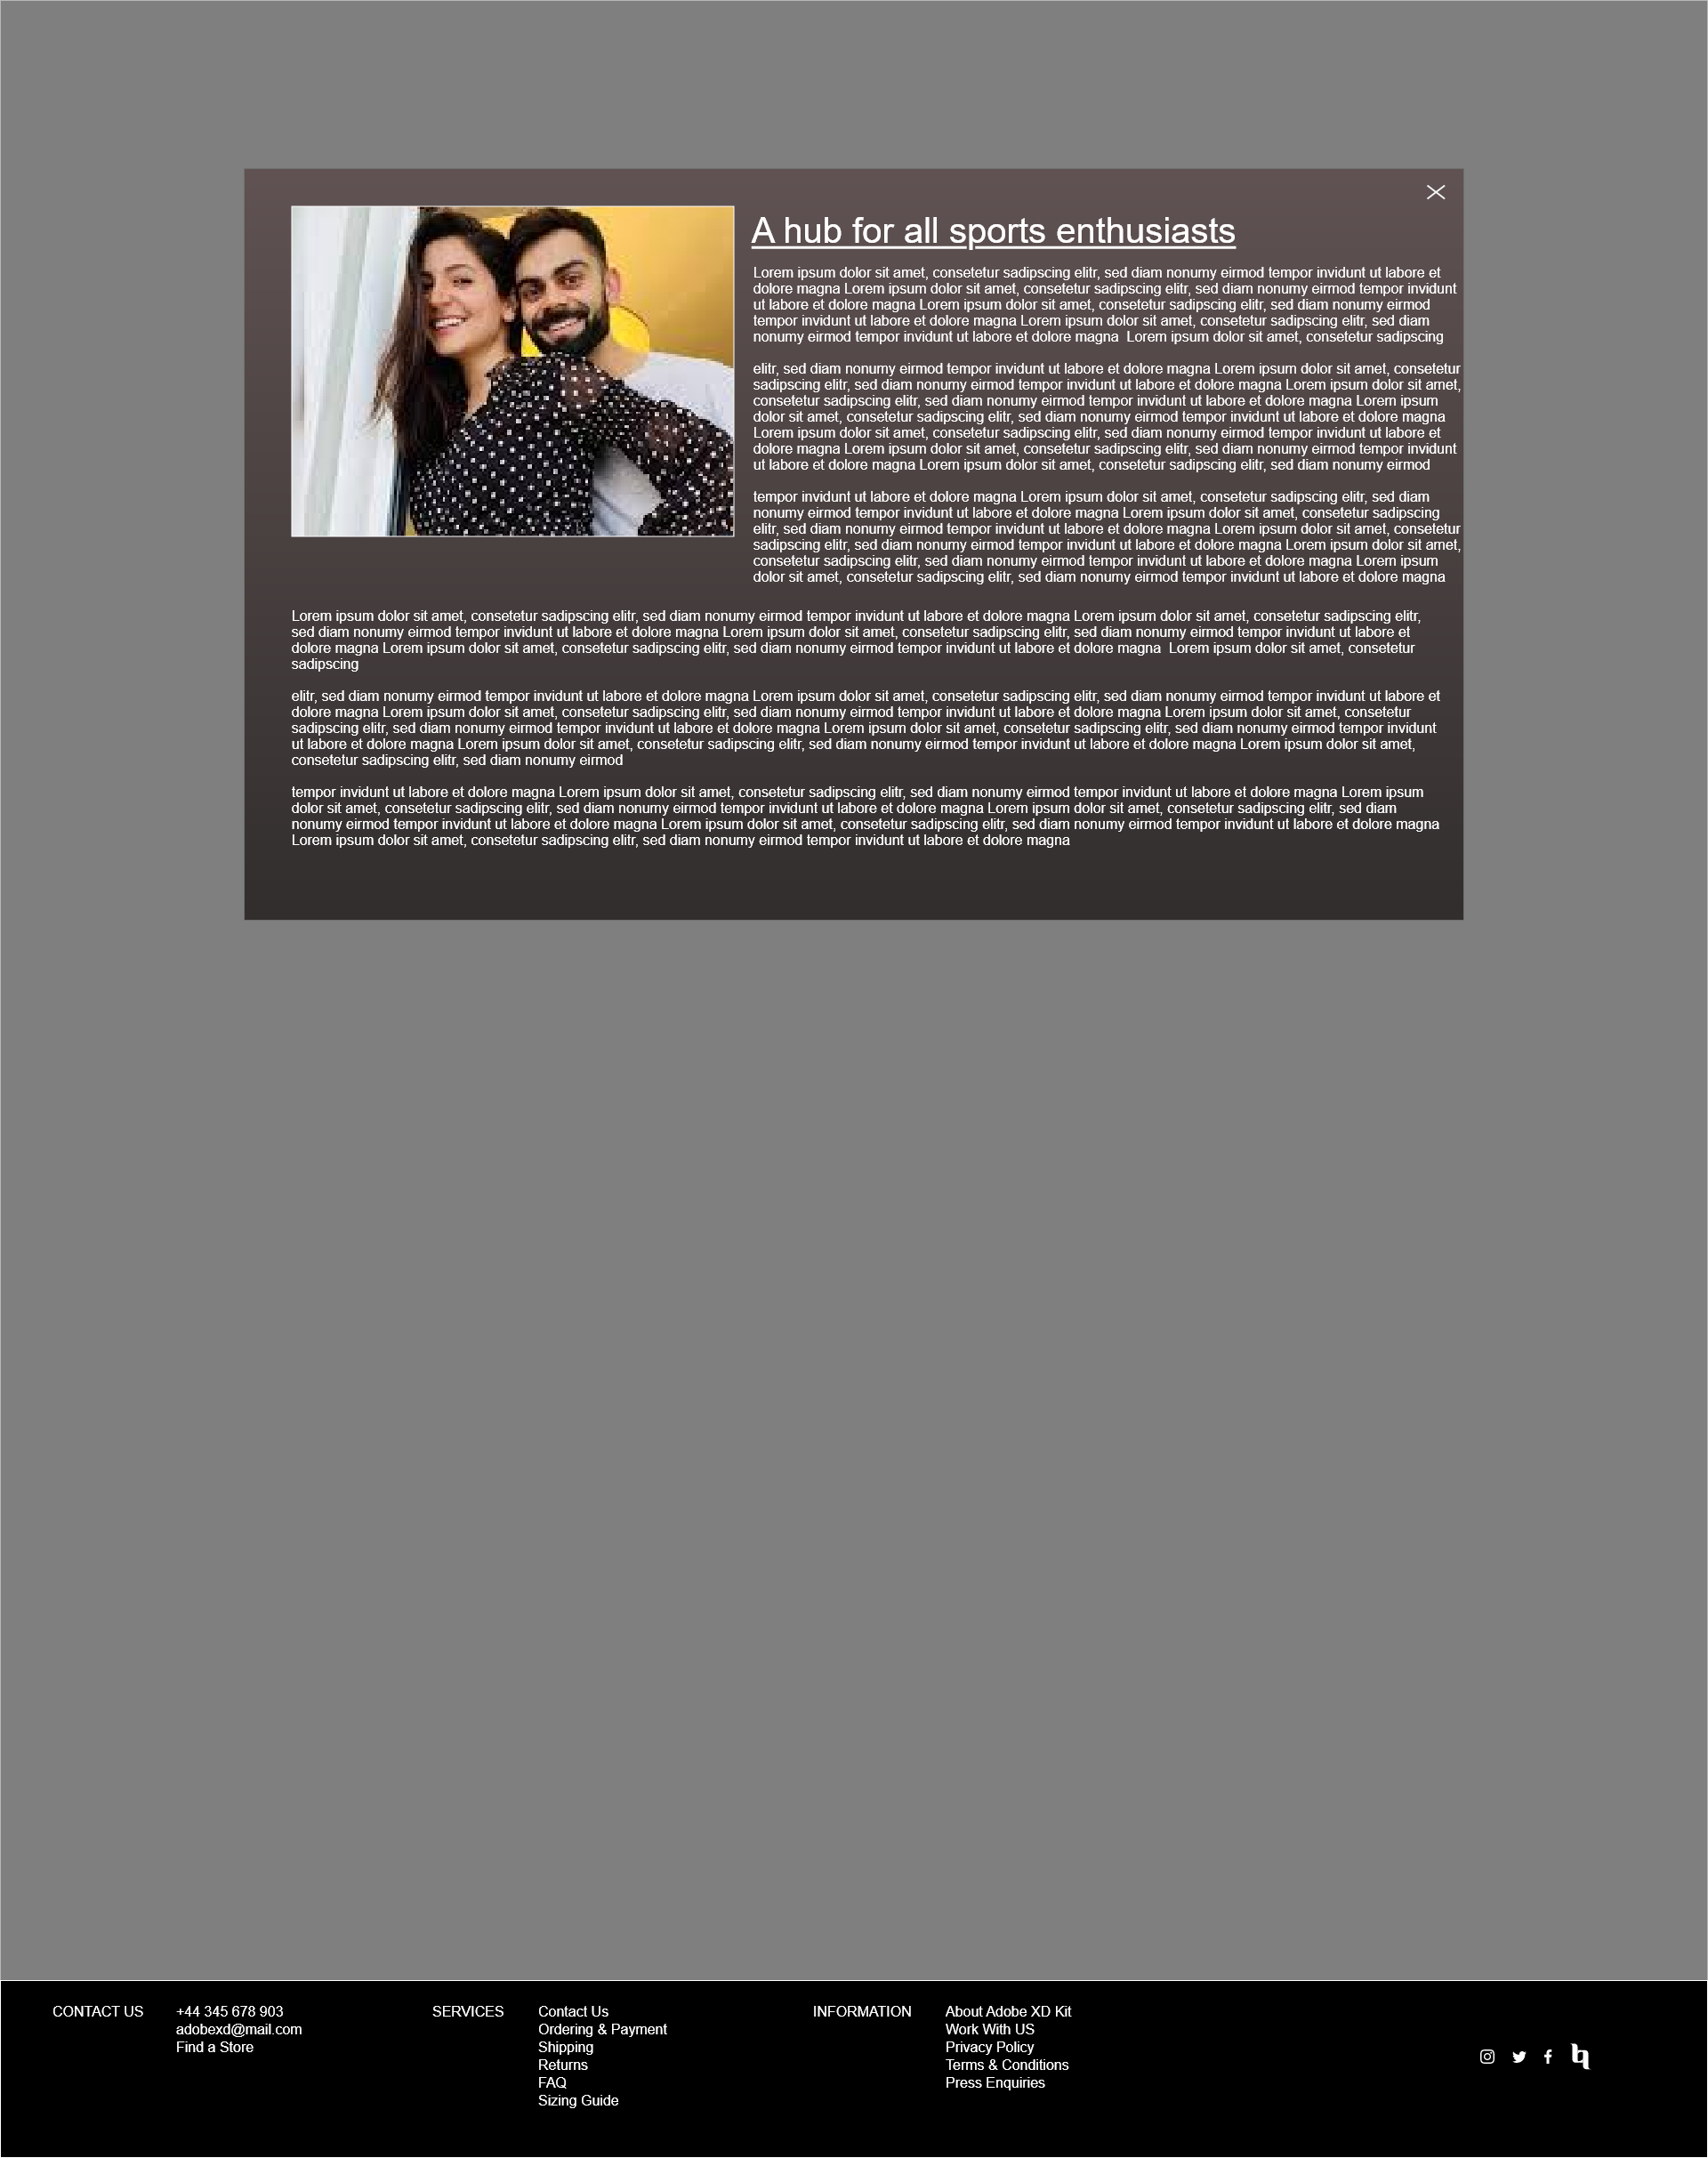 A hub for all sports enthusiasts
Lorem ipsum dolor sit amet, consetetur sadipscing elitr, sed diam nonumy eirmod tempor invidunt ut labore et
dolore magna Lorem ipsum dolor sit amet, consetetur sadipscing elitr, sed diam nonumy eirmod tempor invidunt
ut labore et dolore magna Lorem ipsum dolor sit amet, consetetur sadipscing elitr, sed diam nonumy eirmod
tempor invidunt ut labore et dolore magna Lorem ipsum dolor sit amet, consetetur sadipscing elitr, sed diam
nonumy eirmod tempor invidunt ut labore et dolore magna  Lorem ipsum dolor sit amet, consetetur sadipscing
elitr, sed diam nonumy eirmod tempor invidunt ut labore et dolore magna Lorem ipsum dolor sit amet, consetetur
sadipscing elitr, sed diam nonumy eirmod tempor invidunt ut labore et dolore magna Lorem ipsum dolor sit amet,
consetetur sadipscing elitr, sed diam nonumy eirmod tempor invidunt ut labore et dolore magna Lorem ipsum
dolor sit amet, consetetur sadipscing elitr, sed diam nonumy eirmod tempor invidunt ut labore et dolore magna
Lorem ipsum dolor sit amet, consetetur sadipscing elitr, sed diam nonumy eirmod tempor invidunt ut labore et
dolore magna Lorem ipsum dolor sit amet, consetetur sadipscing elitr, sed diam nonumy eirmod tempor invidunt
ut labore et dolore magna Lorem ipsum dolor sit amet, consetetur sadipscing elitr, sed diam nonumy eirmod
tempor invidunt ut labore et dolore magna Lorem ipsum dolor sit amet, consetetur sadipscing elitr, sed diam
nonumy eirmod tempor invidunt ut labore et dolore magna Lorem ipsum dolor sit amet, consetetur sadipscing
elitr, sed diam nonumy eirmod tempor invidunt ut labore et dolore magna Lorem ipsum dolor sit amet, consetetur
sadipscing elitr, sed diam nonumy eirmod tempor invidunt ut labore et dolore magna Lorem ipsum dolor sit amet,
consetetur sadipscing elitr, sed diam nonumy eirmod tempor invidunt ut labore et dolore magna Lorem ipsum
dolor sit amet, consetetur sadipscing elitr, sed diam nonumy eirmod tempor invidunt ut labore et dolore magna
Lorem ipsum dolor sit amet, consetetur sadipscing elitr, sed diam nonumy eirmod tempor invidunt ut labore et dolore magna Lorem ipsum dolor sit amet, consetetur sadipscing elitr,
sed diam nonumy eirmod tempor invidunt ut labore et dolore magna Lorem ipsum dolor sit amet, consetetur sadipscing elitr, sed diam nonumy eirmod tempor invidunt ut labore et
dolore magna Lorem ipsum dolor sit amet, consetetur sadipscing elitr, sed diam nonumy eirmod tempor invidunt ut labore et dolore magna  Lorem ipsum dolor sit amet, consetetur
sadipscing
elitr, sed diam nonumy eirmod tempor invidunt ut labore et dolore magna Lorem ipsum dolor sit amet, consetetur sadipscing elitr, sed diam nonumy eirmod tempor invidunt ut labore et
dolore magna Lorem ipsum dolor sit amet, consetetur sadipscing elitr, sed diam nonumy eirmod tempor invidunt ut labore et dolore magna Lorem ipsum dolor sit amet, consetetur
sadipscing elitr, sed diam nonumy eirmod tempor invidunt ut labore et dolore magna Lorem ipsum dolor sit amet, consetetur sadipscing elitr, sed diam nonumy eirmod tempor invidunt
ut labore et dolore magna Lorem ipsum dolor sit amet, consetetur sadipscing elitr, sed diam nonumy eirmod tempor invidunt ut labore et dolore magna Lorem ipsum dolor sit amet,
consetetur sadipscing elitr, sed diam nonumy eirmod
tempor invidunt ut labore et dolore magna Lorem ipsum dolor sit amet, consetetur sadipscing elitr, sed diam nonumy eirmod tempor invidunt ut labore et dolore magna Lorem ipsum
dolor sit amet, consetetur sadipscing elitr, sed diam nonumy eirmod tempor invidunt ut labore et dolore magna Lorem ipsum dolor sit amet, consetetur sadipscing elitr, sed diam
nonumy eirmod tempor invidunt ut labore et dolore magna Lorem ipsum dolor sit amet, consetetur sadipscing elitr, sed diam nonumy eirmod tempor invidunt ut labore et dolore magna
Lorem ipsum dolor sit amet, consetetur sadipscing elitr, sed diam nonumy eirmod tempor invidunt ut labore et dolore magna
CONTACT US
+44 345 678 903
adobexd@mail.com
Find a Store
SERVICES
Contact Us
Ordering & Payment
Shipping
Returns
FAQ
Sizing Guide
INFORMATION
About Adobe XD Kit
Work With US
Privacy Policy
Terms & Conditions
Press Enquiries